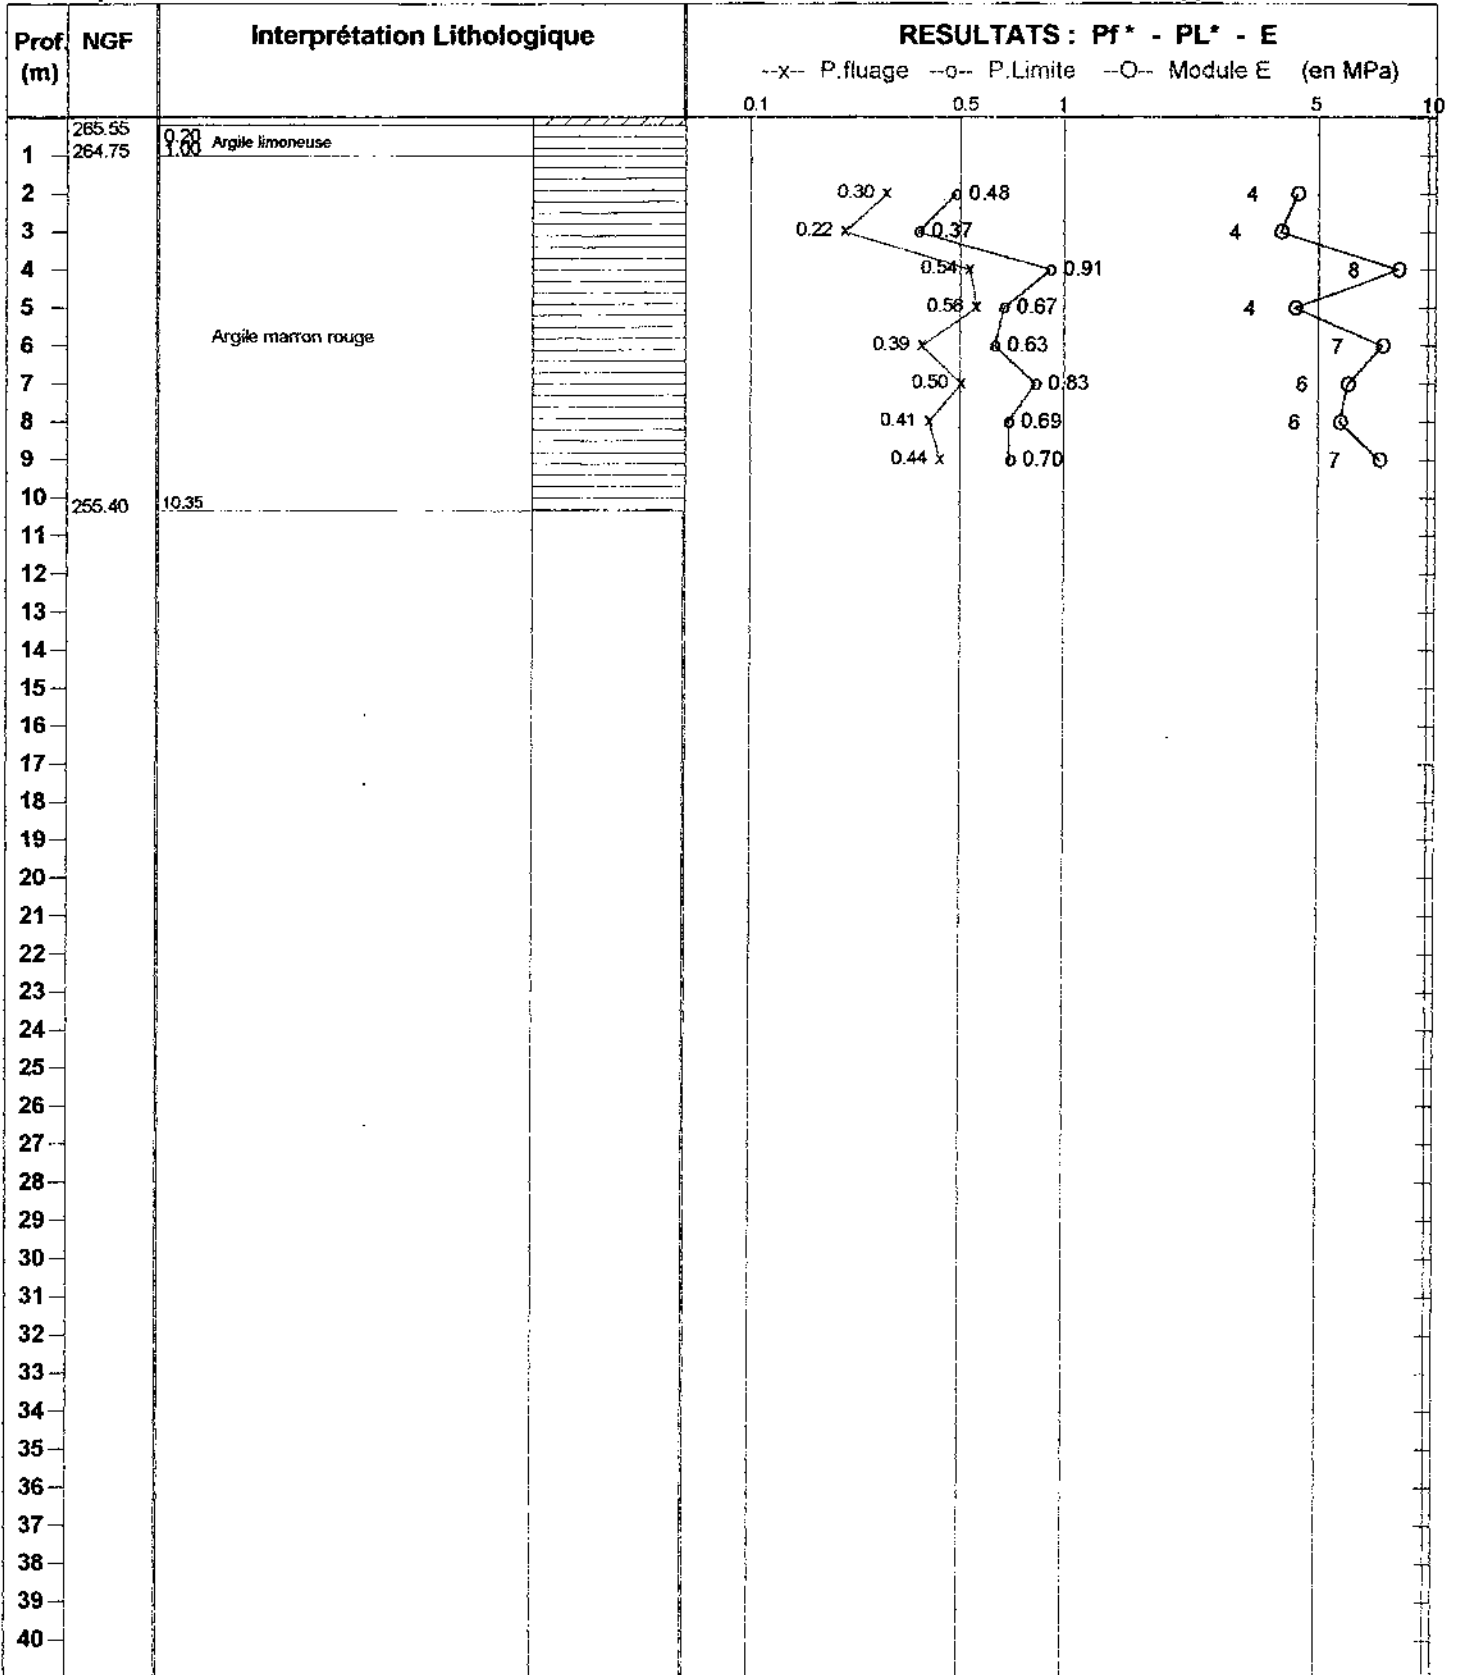 Prof. NGF Interprétation Lithologique RESULTATS : Pf* - PL* - E
(m) --x-- P.fluage --o-- P.Limite --O-- Module E (en MPa)
0.1 0.5 1 5 10
265.55 0.20 Argile limoneuse
1 264.75 1.00
2 0.30 x 0.48 4
3 0.22 x 0.37 4
4 0.54 x 0.91 8
5 0.56 x 0.67 4
Argile marron rouge
6 0.39 x 0.63 7
7 0.50 x 0.83 6
8 0.41 x 0.69 6
9 0.44 x 0.70 7
10 255.40 10.35
11
12
13
14
15
16
17
18
19
20
21
22
23
24
25
26
27
28
29
30
31
32
33
34
35
36
37
38
39
40